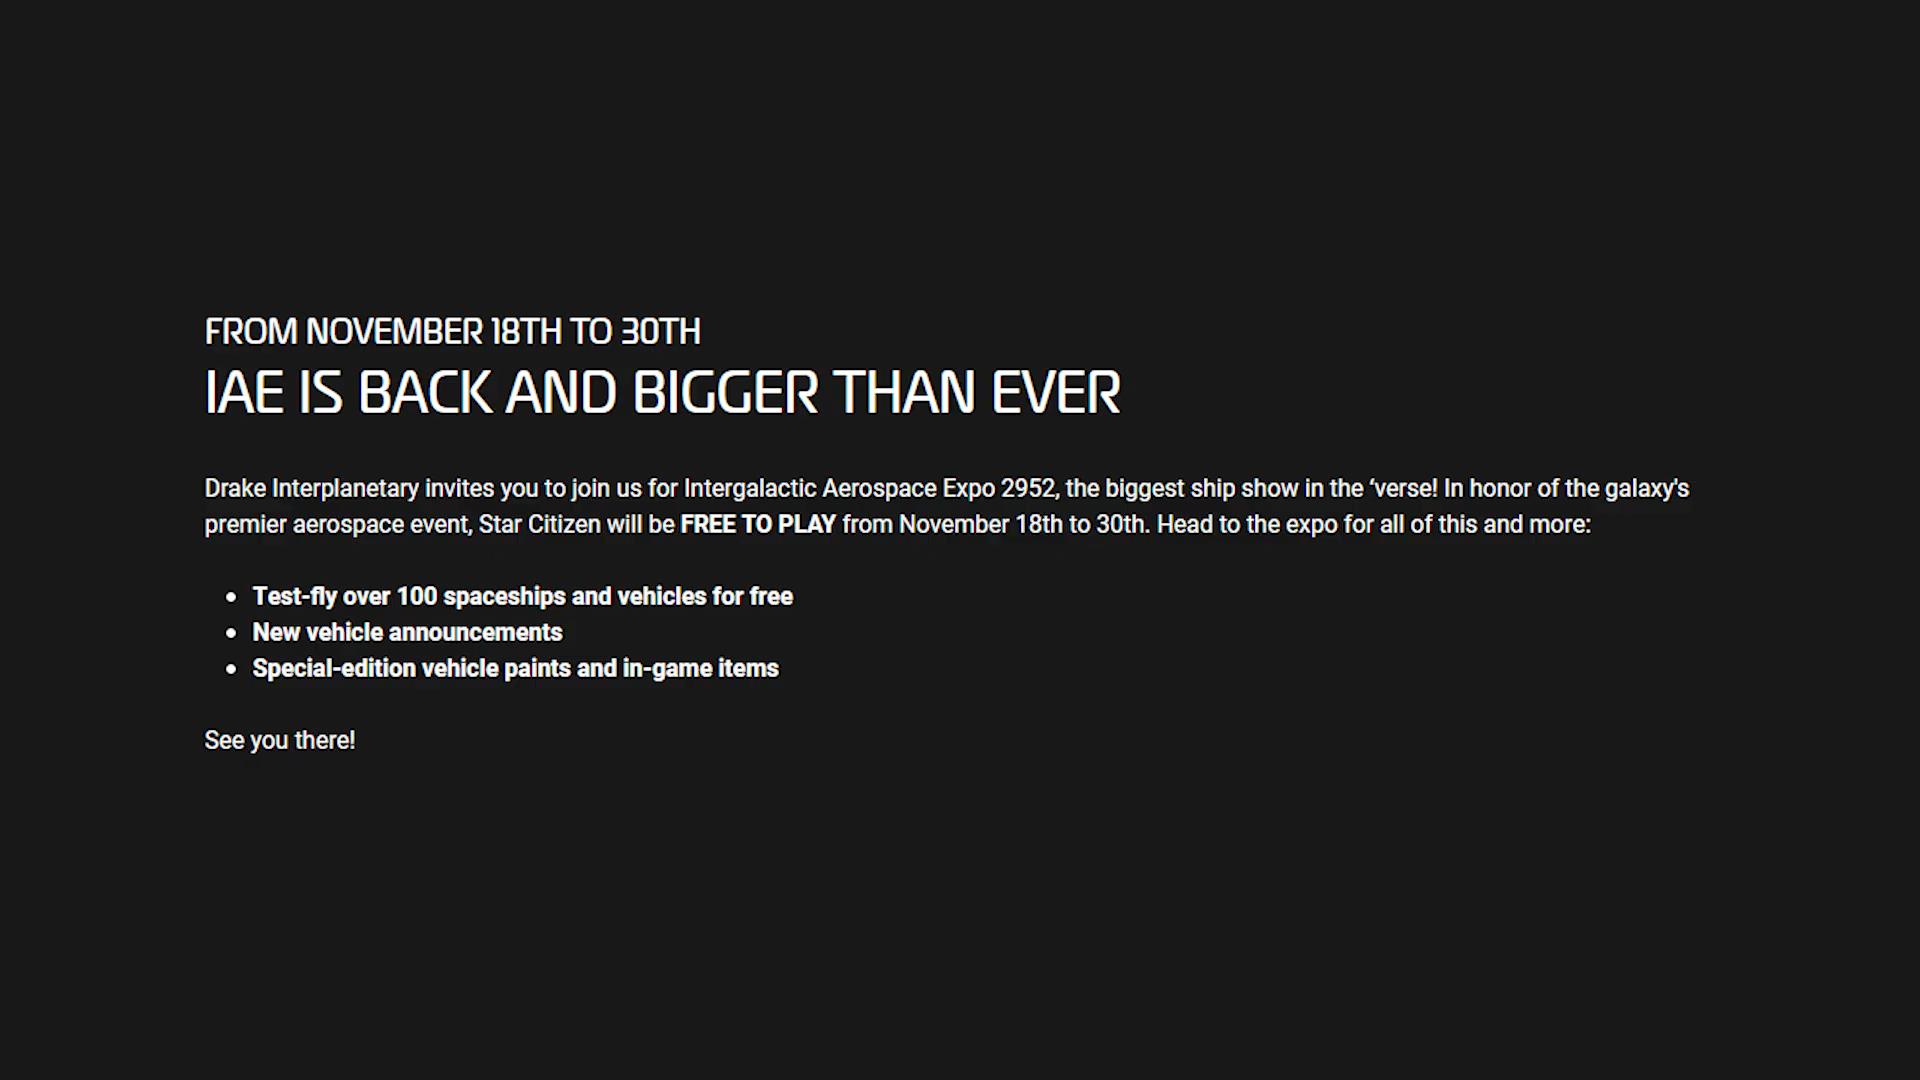 FROM NOVEMBER 18TH TO 30TH
IAE IS BACK AND BIGGER THAN EVER
Drake Interplanetary invites you to join us for Intergalactic Aerospace Expo 2952, the biggest ship show in the ‘verse! In honor of the galaxy's
premier aerospace event, Star Citizen will be FREE TO PLAY from November 18th to 30th. Head to the expo for all of this and more:
• Test-fly over 100 spaceships and vehicles for free
• New vehicle announcements
• Special-edition vehicle paints and in-game items
See you there!